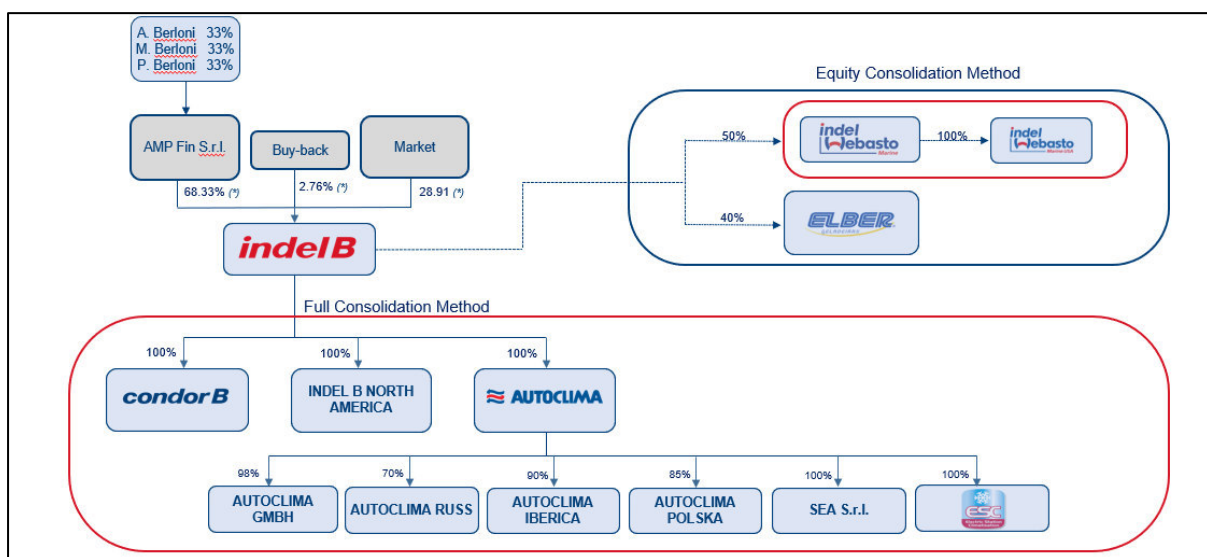 A. Berloni 33%
M. Berloni 33%
P. Berloni 33%
AMP Fin S.r.l.
Buy-back
Market
68.33% (*)
2.76% (*)
28.91 (*)
indel B
Equity Consolidation Method
50%
indel
Webasto
Marine
100%
indel
Webasto
Marine USA
40%
ELBER
Full Consolidation Method
100%
100%
100%
condor B
INDEL B NORTH
AMERICA
AUTOCLIMA
98%
70%
90%
85%
100%
100%
AUTOCLIMA
GMBH
AUTOCLIMA RUSS
AUTOCLIMA
IBERICA
AUTOCLIMA
POLSKA
SEA S.r.l.
esc